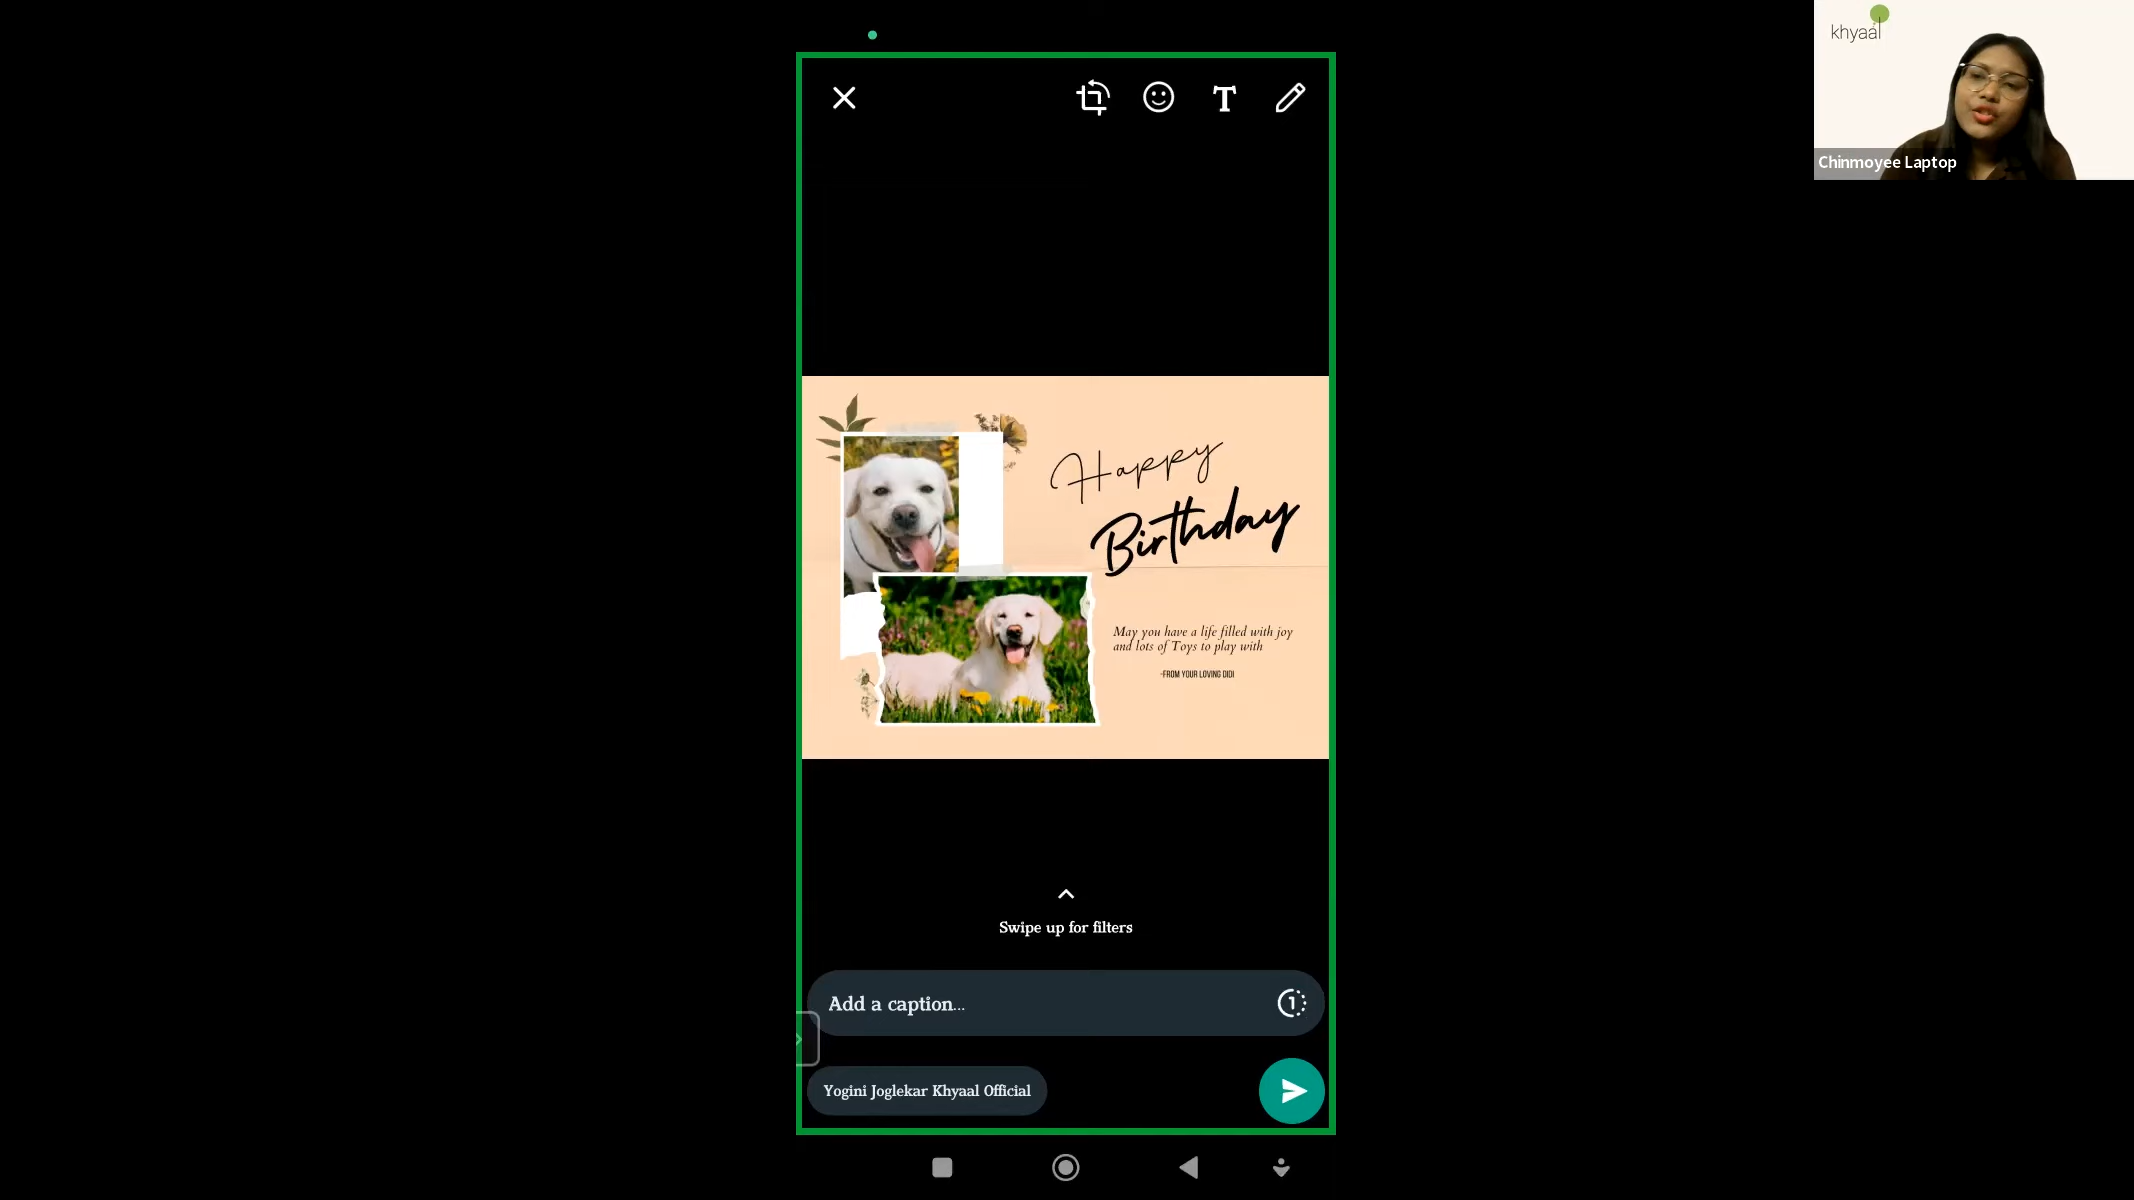 khyaal
Chinmoyee Laptop
T
Happy
Birthday
May you have a life filled with joy
and lots of Toys to play with
-FROM YOUR LOVING DIDI
Swipe up for filters
Add a caption...
1
Yogini Joglekar Khyaal Official